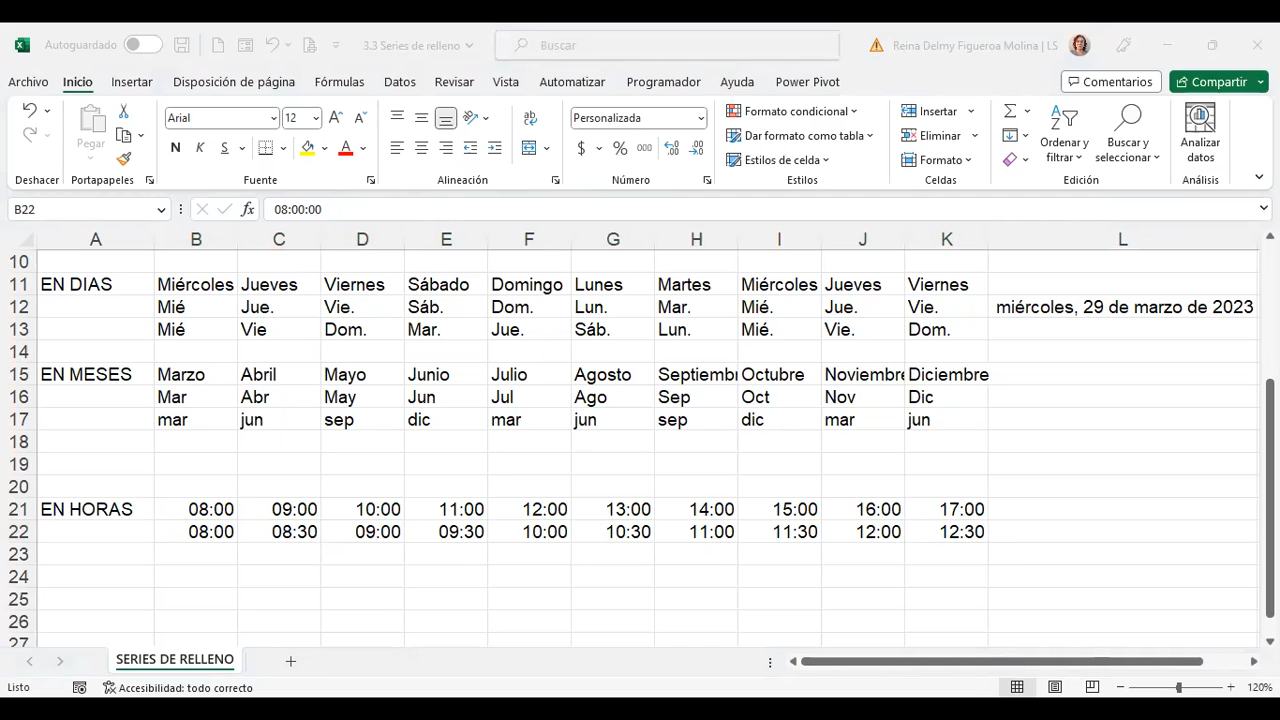 Autoguardado 3.3 Series de relleno Buscar Reina Delmy Figueroa Molina | LS
Archivo Inicio Insertar Disposición de página Fórmulas Datos Revisar Vista Automatizar Programador Ayuda Power Pivot Comentarios Compartir
Pegar Arial 12 Personalizada Formato condicional Insertar Ordenar y filtrar Buscar y seleccionar Analizar datos
N K S $ % 000 Dar formato como tabla Eliminar
Estilos de celda Formato
Deshacer Portapapeles Fuente Alineación Número Estilos Celdas Edición Análisis
B22 fx 08:00:00
A B C D E F G H I J K L
10
11 EN DIAS Miércoles Jueves Viernes Sábado Domingo Lunes Martes Miércoles Jueves Viernes
12 Mié Jue. Vie. Sáb. Dom. Lun. Mar. Mié. Jue. Vie. miércoles, 29 de marzo de 2023
13 Mié Vie Dom. Mar. Jue. Sáb. Lun. Mié. Vie. Dom.
14
15 EN MESES Marzo Abril Mayo Junio Julio Agosto Septiembr Octubre Noviembre Diciembre
16 Mar Abr May Jun Jul Ago Sep Oct Nov Dic
17 mar jun sep dic mar jun sep dic mar jun
18
19
20
21 EN HORAS 08:00 09:00 10:00 11:00 12:00 13:00 14:00 15:00 16:00 17:00
22 08:00 08:30 09:00 09:30 10:00 10:30 11:00 11:30 12:00 12:30
23
24
25
26
27
SERIES DE RELLENO
Listo Accesibilidad: todo correcto 120%